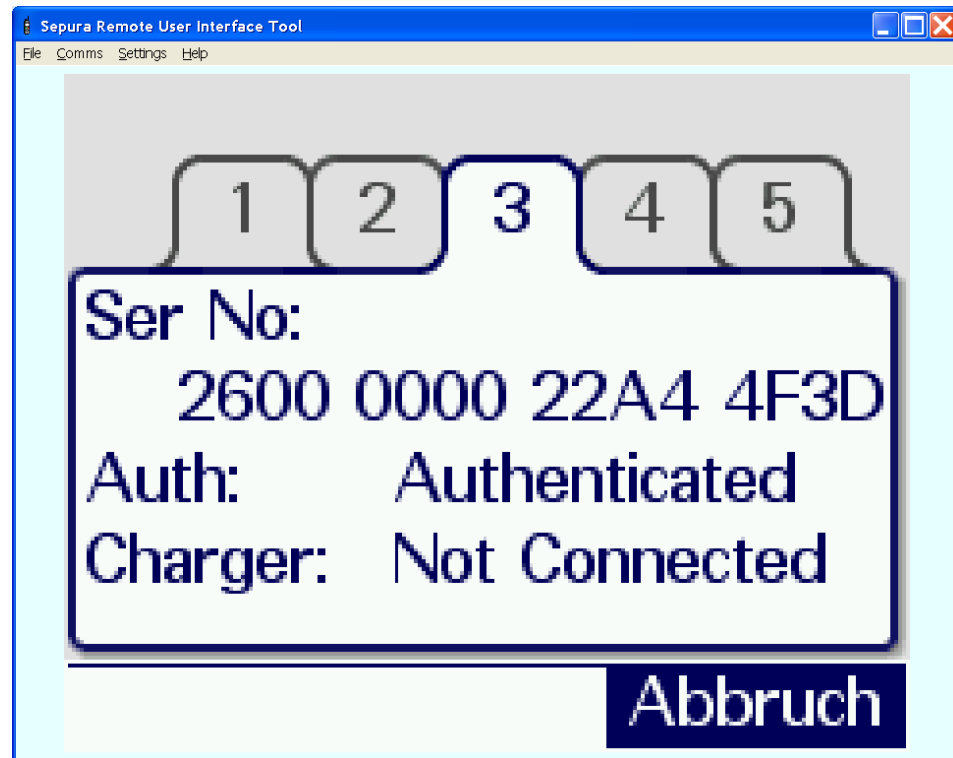 Sepura Remote User Interface Tool
File Comms Settings Help
1 2 3 4 5
Ser No:
2600 0000 22A4 4F3D
Auth: Authenticated
Charger: Not Connected
Abbruch